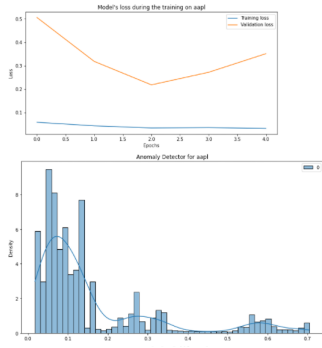 Model's loss during the training on aapl
Training loss
Validation loss
0.5
0.4
0.3
0.2
0.1
Loss
0.0 0.5 1.0 1.5 2.0 2.5 3.0 3.5 4.0
Epochs
Anomaly Detector for aapl
0
8
6
4
2
0
Density
0.0 0.1 0.2 0.3 0.4 0.5 0.6 0.7